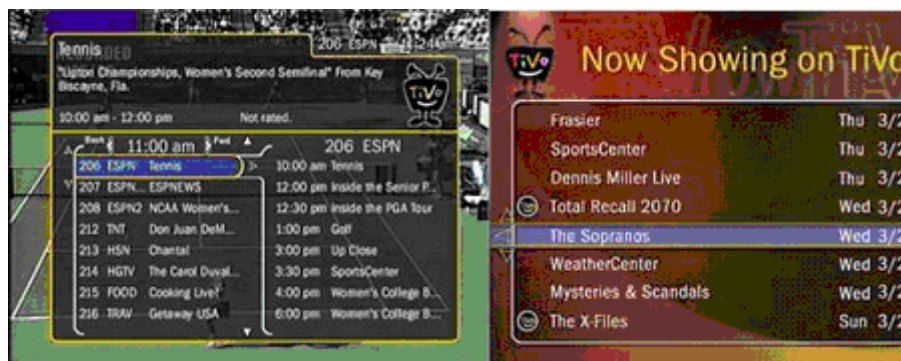 Tennis
206 ESPN
"Lipton Championships, Women's Second Semifinal" From Key
Biscayne, Fla.
TiVo
10:00 am - 12:00 pm Not rated.
Back 11:00 am Fwd
206 ESPN Tennis
207 ESPN... ESPNEWS
208 ESPN2 NCAA Women's...
212 TNT Don Juan DeM...
213 HSN Chantal
214 HGTV The Carol Duval...
215 FOOD Cooking Live!
216 TRAV Getaway USA
206 ESPN
10:00 am Tennis
12:00 pm Inside the Senior P...
12:30 pm Inside the PGA Tour
1:00 pm Golf
3:00 pm Up Close
3:30 pm SportsCenter
4:00 pm Women's College B...
6:00 pm Women's College B...
TiVo
Now Showing on TiVo
Frasier Thu 3/2
SportsCenter Thu 3/2
Dennis Miller Live Thu 3/2
Total Recall 2070 Wed 3/2
The Sopranos Wed 3/2
WeatherCenter Wed 3/2
Mysteries & Scandals Wed 3/2
The X-Files Sun 3/2